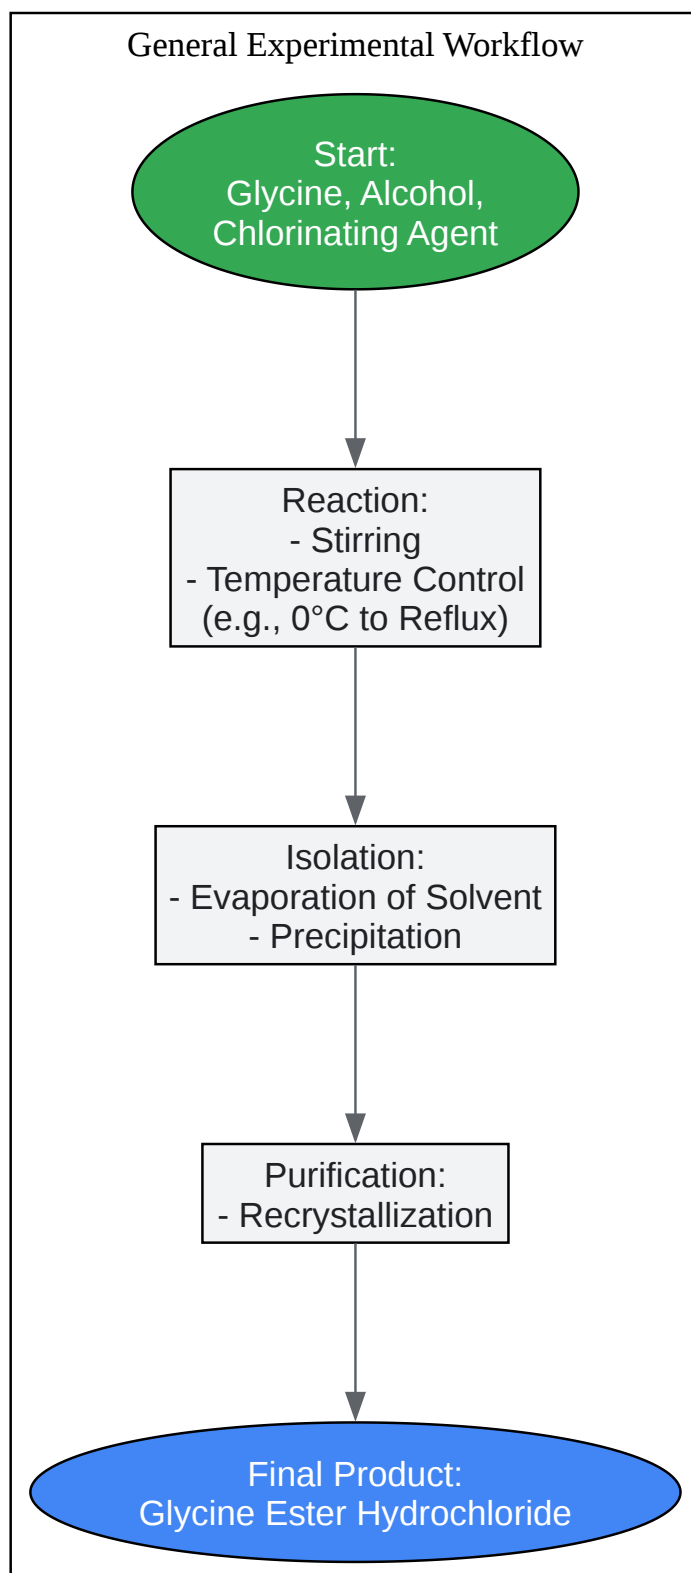 General Experimental Workflow
Start:
Glycine, Alcohol,
Chlorinating Agent
Reaction:
- Stirring
- Temperature Control
(e.g., 0°C to Reflux)
Isolation:
- Evaporation of Solvent
- Precipitation
Purification:
- Recrystallization
Final Product:
Glycine Ester Hydrochloride